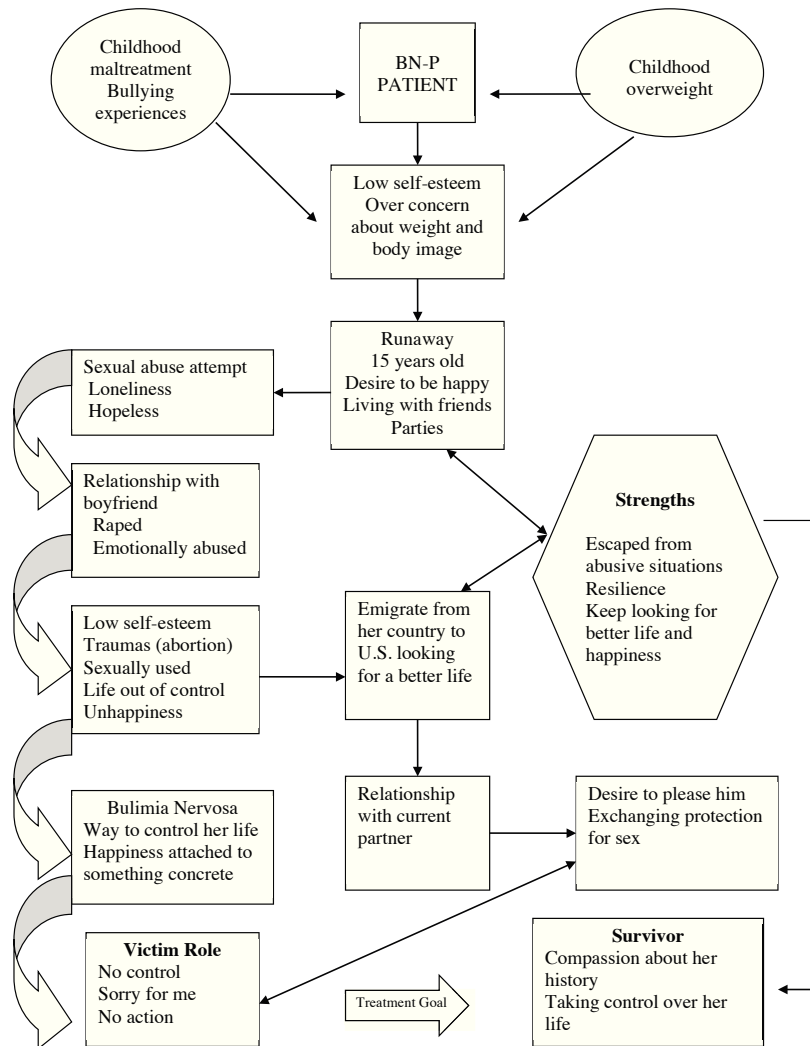 Childhood
maltreatment
Bullying
experiences
BN-P
PATIENT
Childhood
overweight
Low self-esteem
Over concern
about weight and
body image
Runaway
15 years old
Desire to be happy
Living with friends
Parties
Sexual abuse attempt
Loneliness
Hopeless
Relationship with
boyfriend
Raped
Emotionally abused
Strengths
Escaped from
abusive situations
Resilience
Keep looking for
better life and
happiness
Low self-esteem
Traumas (abortion)
Sexually used
Life out of control
Unhappiness
Emigrate from
her country to
U.S. looking
for a better life
Bulimia Nervosa
Way to control her life
Happiness attached to
something concrete
Relationship
with current
partner
Desire to please him
Exchanging protection
for sex
Victim Role
No control
Sorry for me
No action
Treatment Goal
Survivor
Compassion about her
history
Taking control over her
life